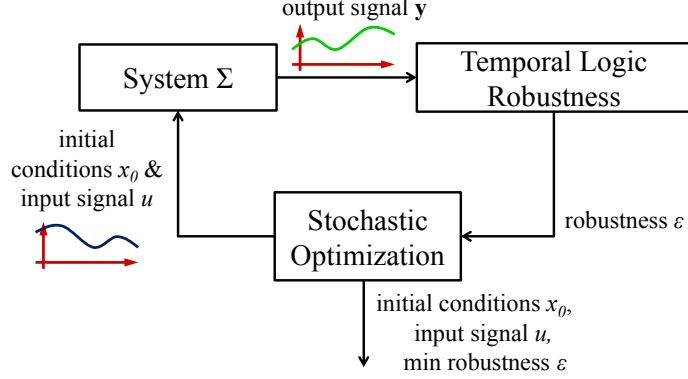 output signal y
System Σ
Temporal Logic
Robustness
initial
conditions x₀ &
input signal u
Stochastic
Optimization
robustness ε
initial conditions x₀,
input signal u,
min robustness ε